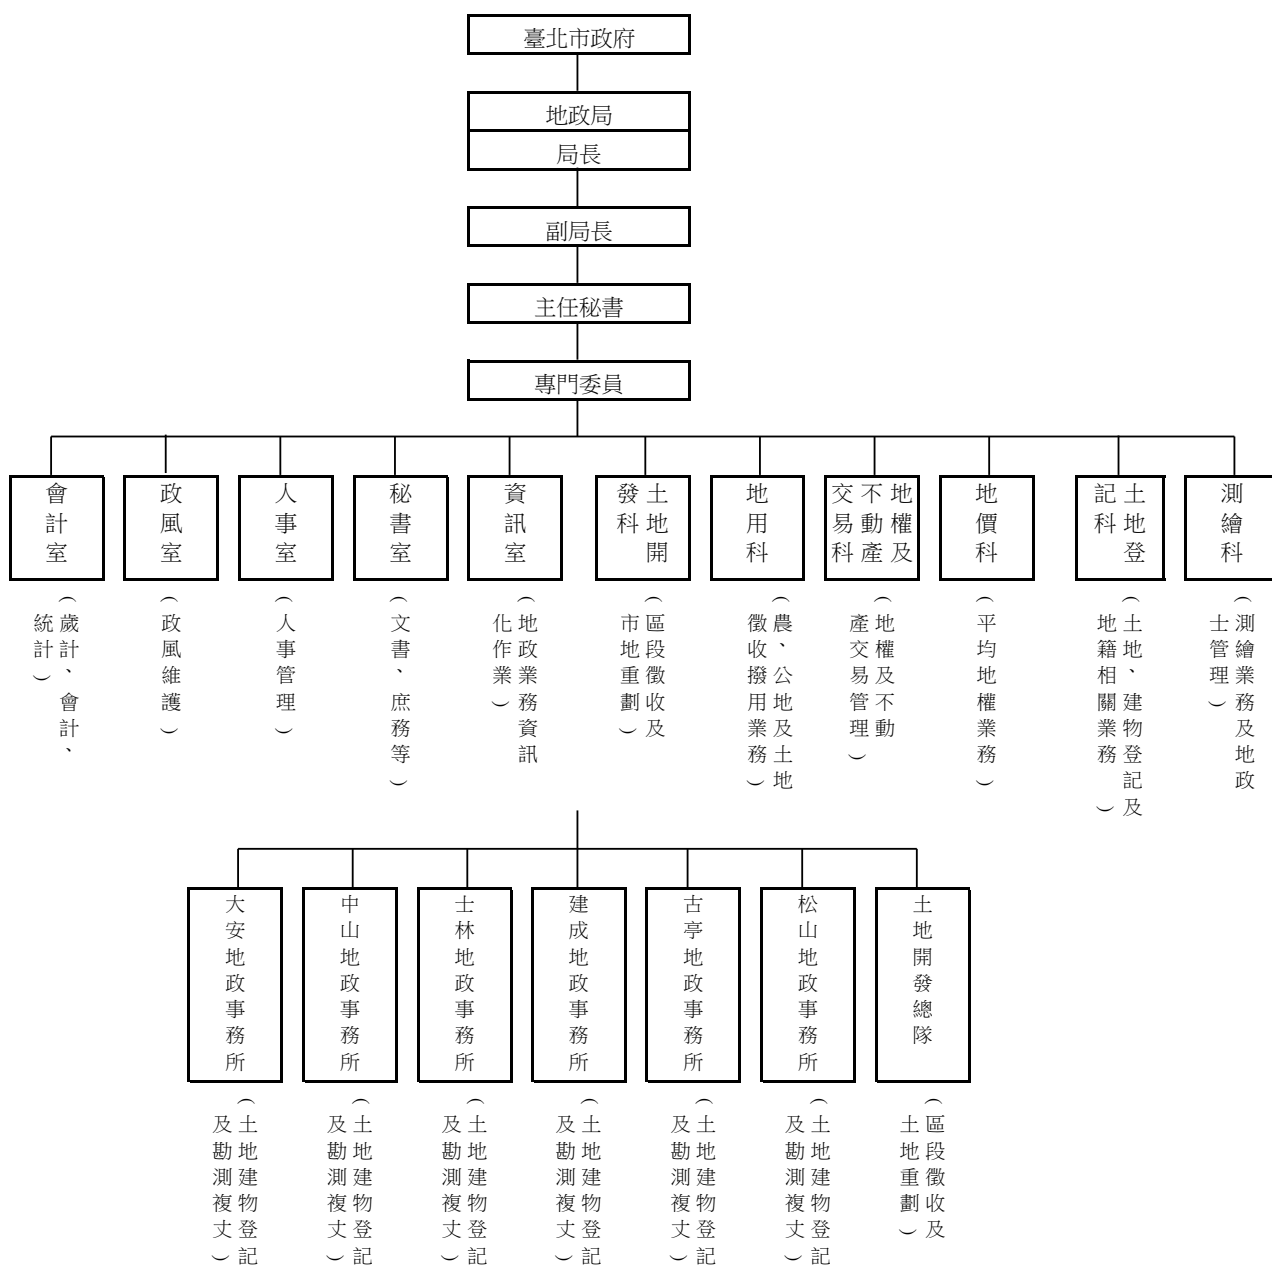 臺北市政府
地政局
局長
副局長
主任秘書
專門委員
測繪科
土地登
記科
地價科
地權及
不動產
交易科
地用科
土地開
發科
資訊室
秘書室
人事室
政風室
會計室
（測繪業務及地政
士管理）
（土地、建物登記及
地籍相關業務）
（平均地權業務）
（地權及不動
產交易管理）
（農、公地及土地
徵收撥用業務）
（區段徵收及
市地重劃）
（地政業務資訊
化作業）
（文書、庶務等）
（人事管理）
（政風維護）
（歲計、會計、
統計）
土地開發總隊
松山地政事務所
古亭地政事務所
建成地政事務所
士林地政事務所
中山地政事務所
大安地政事務所
（區段徵收及
土地重劃）
（土地建物登記
及勘測複丈）
（土地建物登記
及勘測複丈）
（土地建物登記
及勘測複丈）
（土地建物登記
及勘測複丈）
（土地建物登記
及勘測複丈）
（土地建物登記
及勘測複丈）